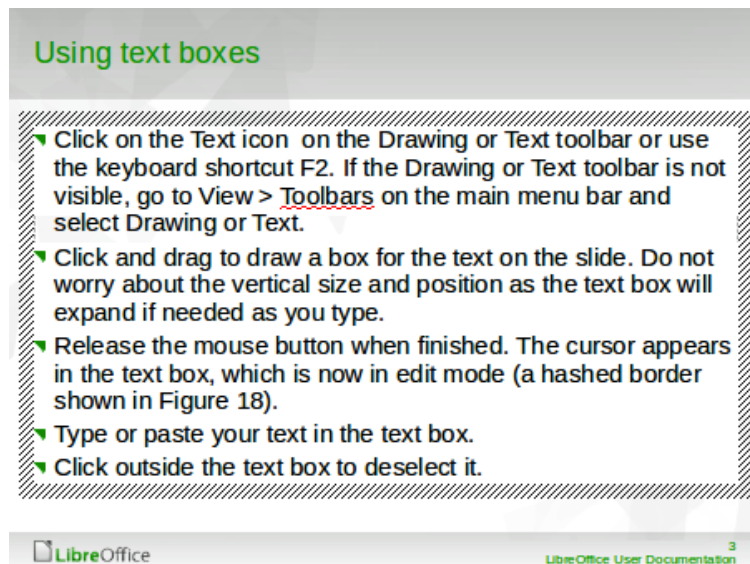 Using text boxes
Click on the Text icon  on the Drawing or Text toolbar or use
the keyboard shortcut F2. If the Drawing or Text toolbar is not
visible, go to View > Toolbars on the main menu bar and
select Drawing or Text.
Click and drag to draw a box for the text on the slide. Do not
worry about the vertical size and position as the text box will
expand if needed as you type.
Release the mouse button when finished. The cursor appears
in the text box, which is now in edit mode (a hashed border
shown in Figure 18).
Type or paste your text in the text box.
Click outside the text box to deselect it.
LibreOffice
3
LibreOffice User Documentation